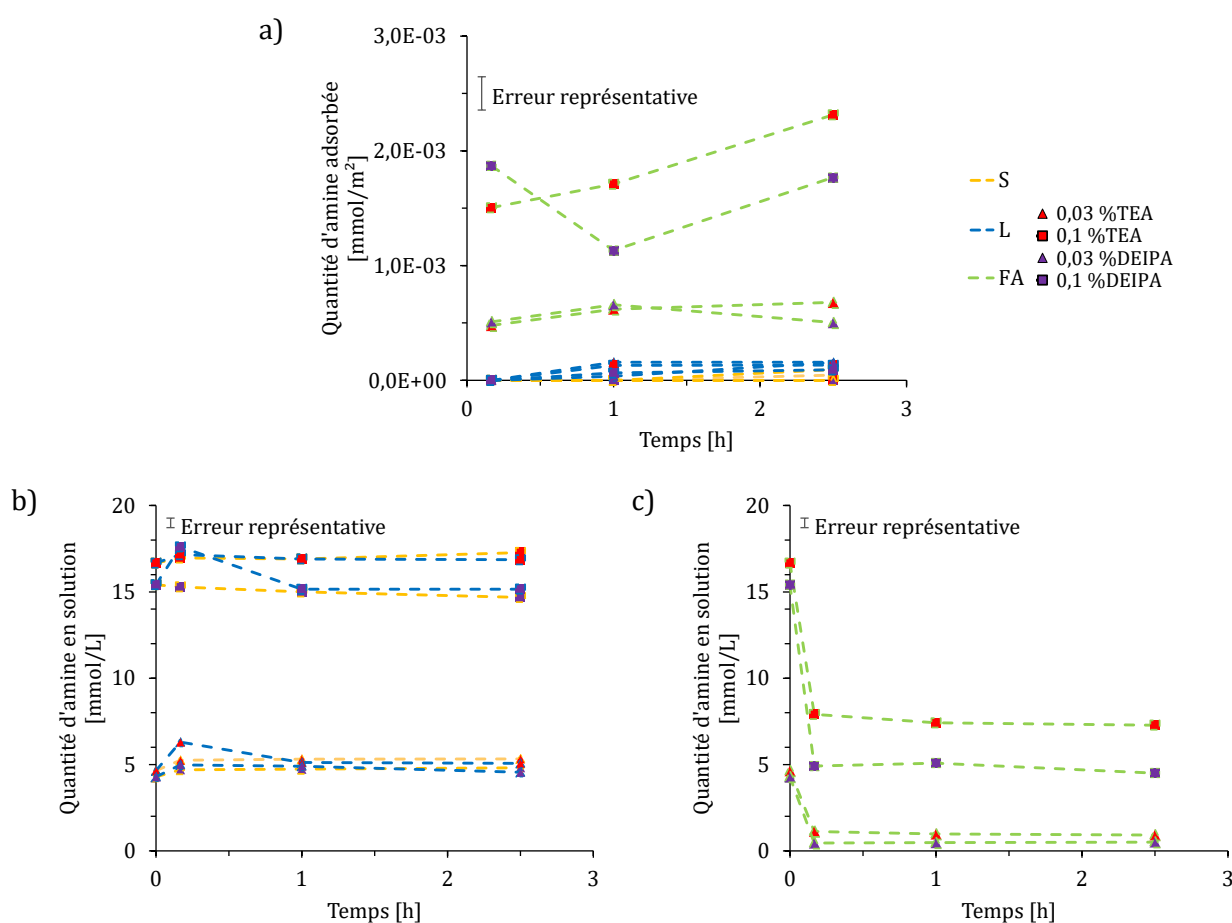 a)
Quantité d'amine adsorbée
[mmol/m²]
3,0E-03
2,0E-03
1,0E-03
0,0E+00
Erreur représentative
0
1
2
3
Temps [h]
S
L
FA
0,03 %TEA
0,1 %TEA
0,03 %DEIPA
0,1 %DEIPA
b)
Quantité d'amine en solution
[mmol/L]
20
15
10
5
0
Erreur représentative
0
1
2
3
Temps [h]
c)
Quantité d'amine en solution
[mmol/L]
20
15
10
5
0
Erreur représentative
0
1
2
3
Temps [h]